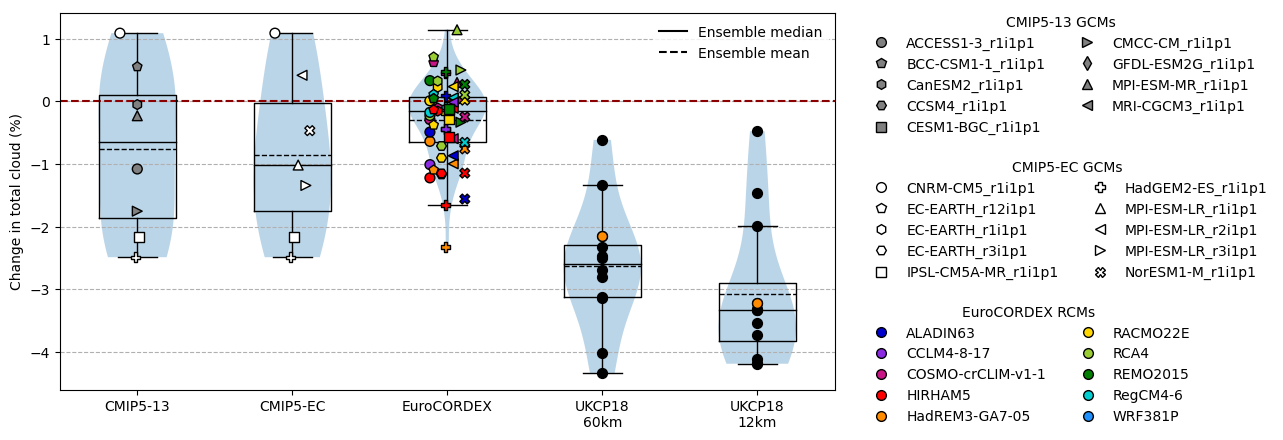 Change in total cloud (%)
1
0
−1
−2
−3
−4
Ensemble median
Ensemble mean
CMIP5-13
CMIP5-EC
EuroCORDEX
UKCP18
60km
UKCP18
12km
CMIP5-13 GCMs
ACCESS1-3_r1i1p1
BCC-CSM1-1_r1i1p1
CanESM2_r1i1p1
CCSM4_r1i1p1
CESM1-BGC_r1i1p1
CMCC-CM_r1i1p1
GFDL-ESM2G_r1i1p1
MPI-ESM-MR_r1i1p1
MRI-CGCM3_r1i1p1
CMIP5-EC GCMs
CNRM-CM5_r1i1p1
EC-EARTH_r12i1p1
EC-EARTH_r1i1p1
EC-EARTH_r3i1p1
IPSL-CM5A-MR_r1i1p1
HadGEM2-ES_r1i1p1
MPI-ESM-LR_r1i1p1
MPI-ESM-LR_r2i1p1
MPI-ESM-LR_r3i1p1
NorESM1-M_r1i1p1
EuroCORDEX RCMs
ALADIN63
CCLM4-8-17
COSMO-crCLIM-v1-1
HIRHAM5
HadREM3-GA7-05
RACMO22E
RCA4
REMO2015
RegCM4-6
WRF381P